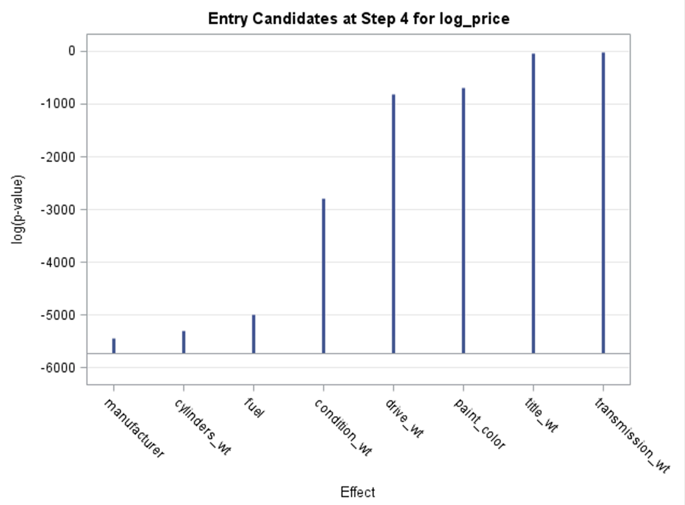 Entry Candidates at Step 4 for log_price
0
-1000
-2000
-3000
-4000
-5000
-6000
log(p-value)
manufacturer
cylinders_wt
fuel
condition_wt
drive_wt
paint_color
title_wt
transmission_wt
Effect